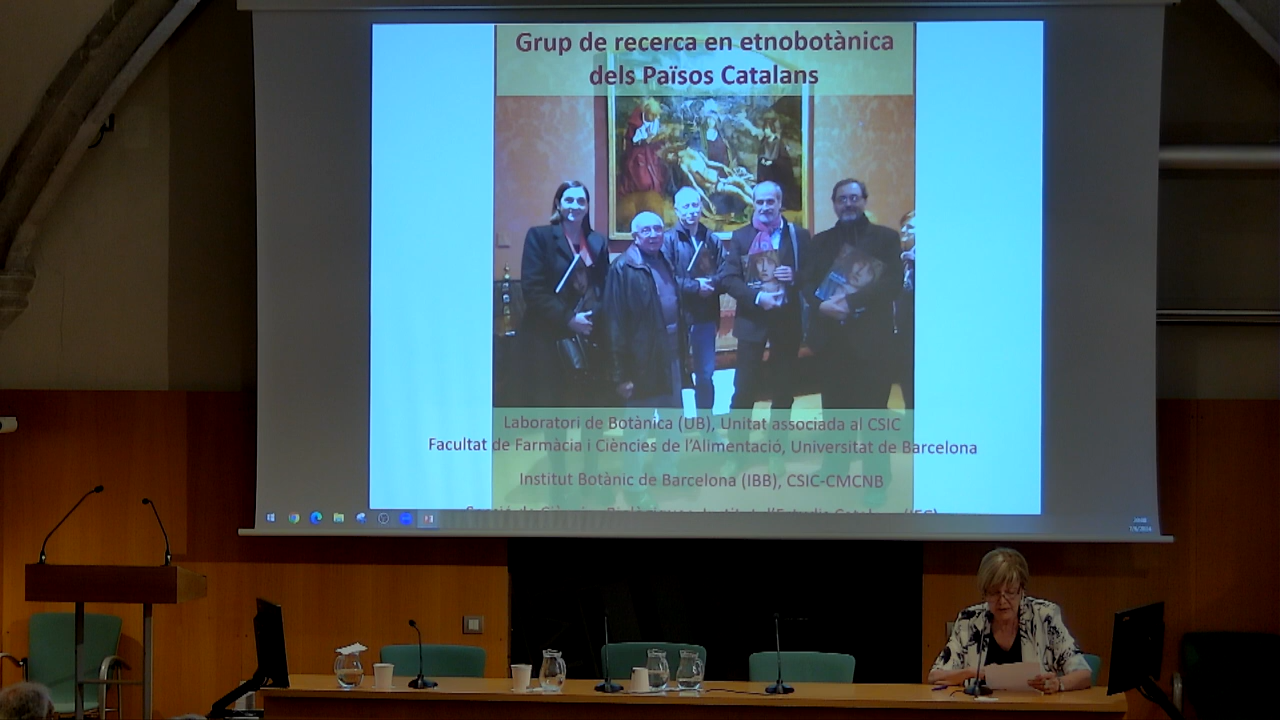 Grup de recerca en etnobotànica
dels Països Catalans
Laboratori de Botànica (UB), Unitat associada al CSIC
Facultat de Farmàcia i Ciències de l'Alimentació, Universitat de Barcelona
Institut Botànic de Barcelona (IBB), CSIC-CMCNB